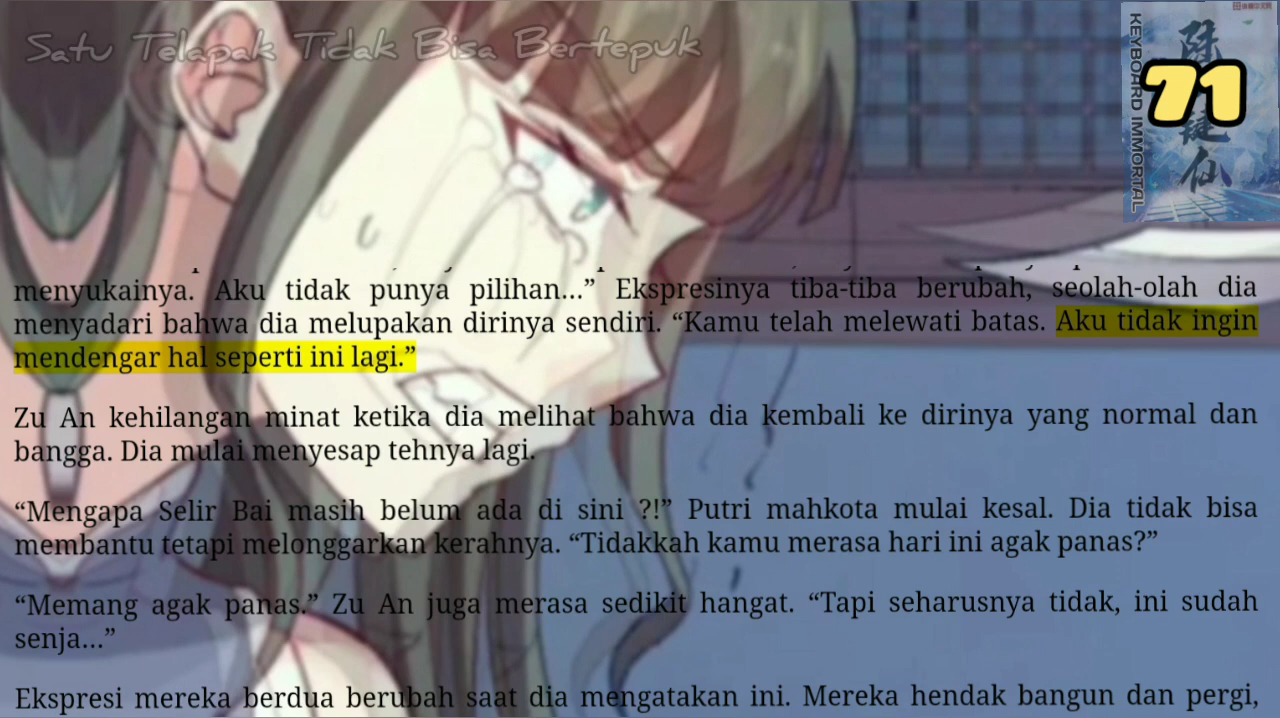 Satu Telapak Tidak Bisa Bertepuk
KEYBOARD IMMORTAL
71
menyukainya. Aku tidak punya pilihan…” Ekspresinya tiba-tiba berubah, seolah-olah dia
menyadari bahwa dia melupakan dirinya sendiri. “Kamu telah melewati batas. Aku tidak ingin
mendengar hal seperti ini lagi.”
Zu An kehilangan minat ketika dia melihat bahwa dia kembali ke dirinya yang normal dan
bangga. Dia mulai menyesap tehnya lagi.
“Mengapa Selir Bai masih belum ada di sini ?!” Putri mahkota mulai kesal. Dia tidak bisa
membantu tetapi melonggarkan kerahnya. “Tidakkah kamu merasa hari ini agak panas?”
“Memang agak panas.” Zu An juga merasa sedikit hangat. “Tapi seharusnya tidak, ini sudah
senja…”
Ekspresi mereka berdua berubah saat dia mengatakan ini. Mereka hendak bangun dan pergi,